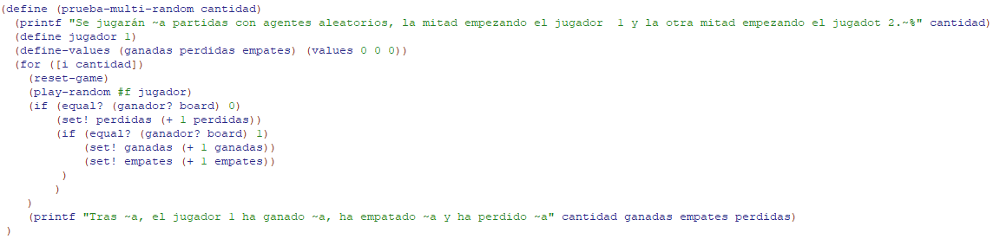 (define (prueba-multi-random cantidad)
  (printf "Se jugarán ~a partidas con agentes aleatorios, la mitad empezando el jugador  1 y la otra mitad empezando el jugadot 2.~%" cantidad)
  (define jugador 1)
  (define-values (ganadas perdidas empates) (values 0 0 0))
  (for ([i cantidad])
    (reset-game)
    (play-random #f jugador)
    (if (equal? (ganador? board) 0)
        (set! perdidas (+ 1 perdidas))
        (if (equal? (ganador? board) 1)
            (set! ganadas (+ 1 ganadas))
            (set! empates (+ 1 empates))
         )
        )
    )
    (printf "Tras ~a, el jugador 1 ha ganado ~a, ha empatado ~a y ha perdido ~a" cantidad ganadas empates perdidas)
 )